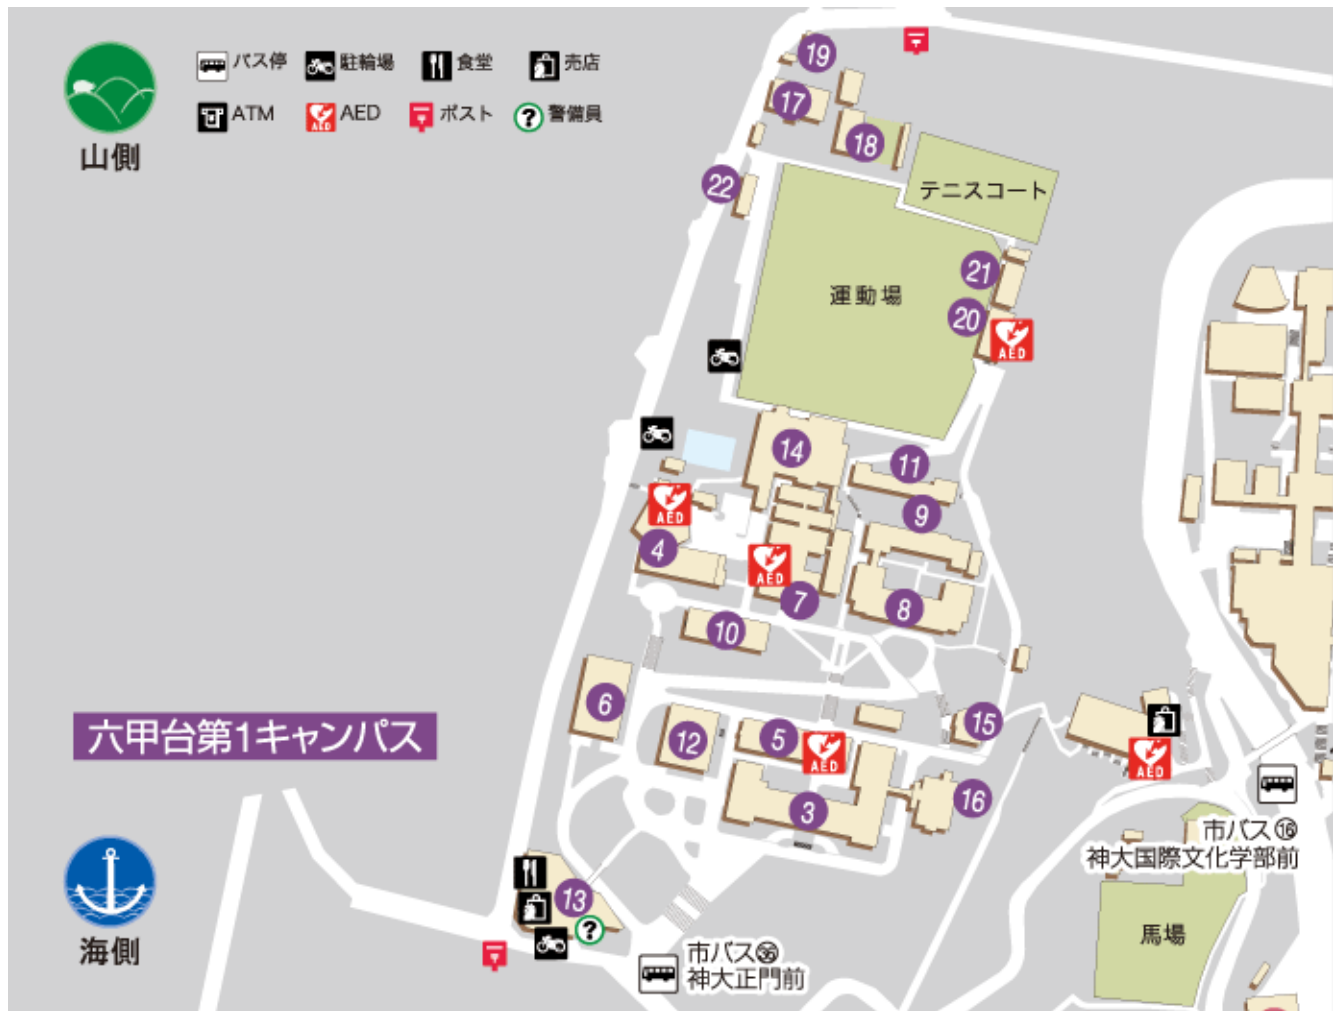 バス停
駐輪場
食堂
売店
ATM
AED
ポスト
?
警備員
山側
19
17
18
22
テニスコート
21
運動場
20
AED
14
11
AED
9
4
AED
7
8
10
6
六甲台第1キャンパス
12
5
AED
15
3
16
AED
市バス⑯
神大国際文化学部前
13
?
海側
市バス㊱
神大正門前
馬場